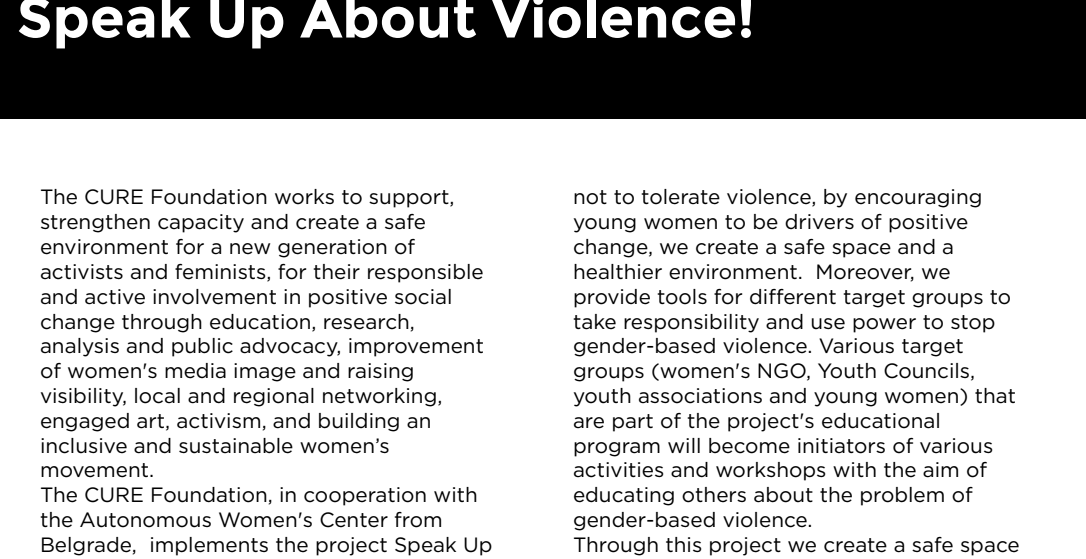 Speak Up About Violence!
The CURE Foundation works to support,
strengthen capacity and create a safe
environment for a new generation of
activists and feminists, for their responsible
and active involvement in positive social
change through education, research,
analysis and public advocacy, improvement
of women's media image and raising
visibility, local and regional networking,
engaged art, activism, and building an
inclusive and sustainable women’s
movement.
The CURE Foundation, in cooperation with
the Autonomous Women's Center from
Belgrade,  implements the project Speak Up
not to tolerate violence, by encouraging
young women to be drivers of positive
change, we create a safe space and a
healthier environment.  Moreover, we
provide tools for different target groups to
take responsibility and use power to stop
gender-based violence. Various target
groups (women's NGO, Youth Councils,
youth associations and young women) that
are part of the project's educational
program will become initiators of various
activities and workshops with the aim of
educating others about the problem of
gender-based violence.
Through this project we create a safe space